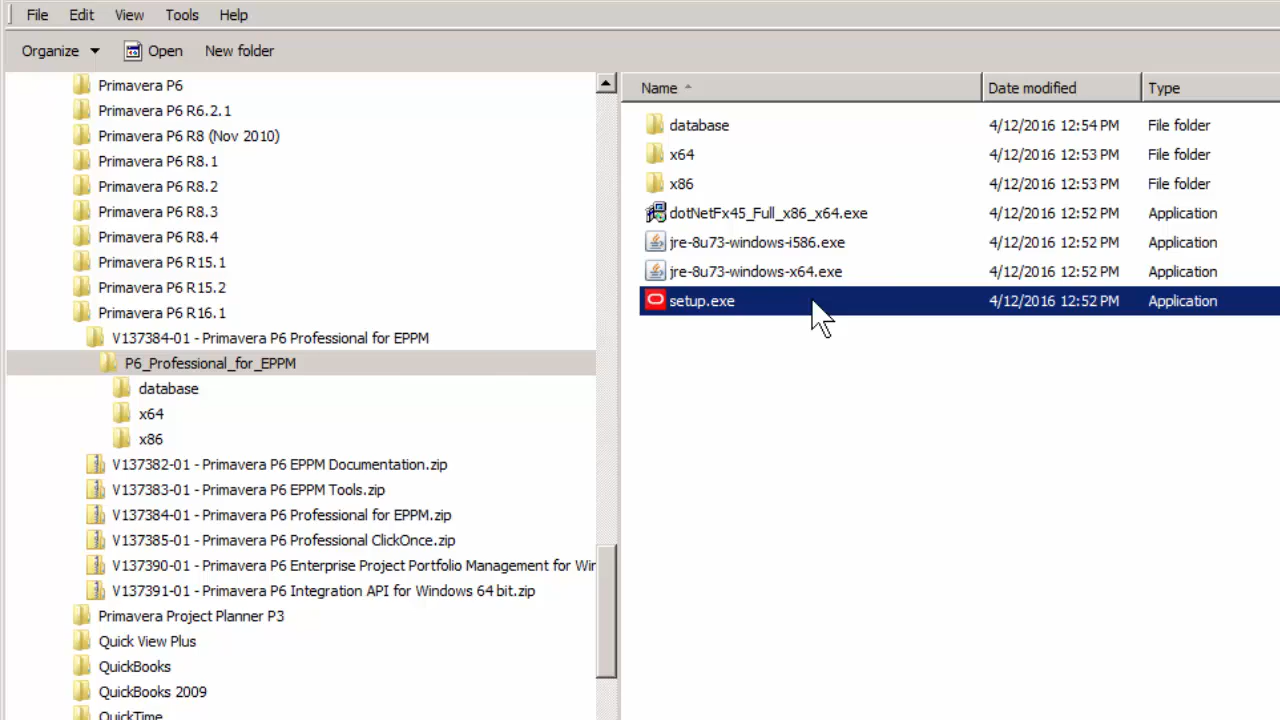 File Edit View Tools Help
Organize Open New folder
Primavera P6
Primavera P6 R6.2.1
Primavera P6 R8 (Nov 2010)
Primavera P6 R8.1
Primavera P6 R8.2
Primavera P6 R8.3
Primavera P6 R8.4
Primavera P6 R15.1
Primavera P6 R15.2
Primavera P6 R16.1
V137384-01 - Primavera P6 Professional for EPPM
P6_Professional_for_EPPM
database
x64
x86
V137382-01 - Primavera P6 EPPM Documentation.zip
V137383-01 - Primavera P6 EPPM Tools.zip
V137384-01 - Primavera P6 Professional for EPPM.zip
V137385-01 - Primavera P6 Professional ClickOnce.zip
V137390-01 - Primavera P6 Enterprise Project Portfolio Management for Wir
V137391-01 - Primavera P6 Integration API for Windows 64 bit.zip
Primavera Project Planner P3
Quick View Plus
QuickBooks
QuickBooks 2009
QuickTime
Name Date modified Type
database 4/12/2016 12:54 PM File folder
x64 4/12/2016 12:53 PM File folder
x86 4/12/2016 12:53 PM File folder
dotNetFx45_Full_x86_x64.exe 4/12/2016 12:52 PM Application
jre-8u73-windows-i586.exe 4/12/2016 12:52 PM Application
jre-8u73-windows-x64.exe 4/12/2016 12:52 PM Application
setup.exe 4/12/2016 12:52 PM Application